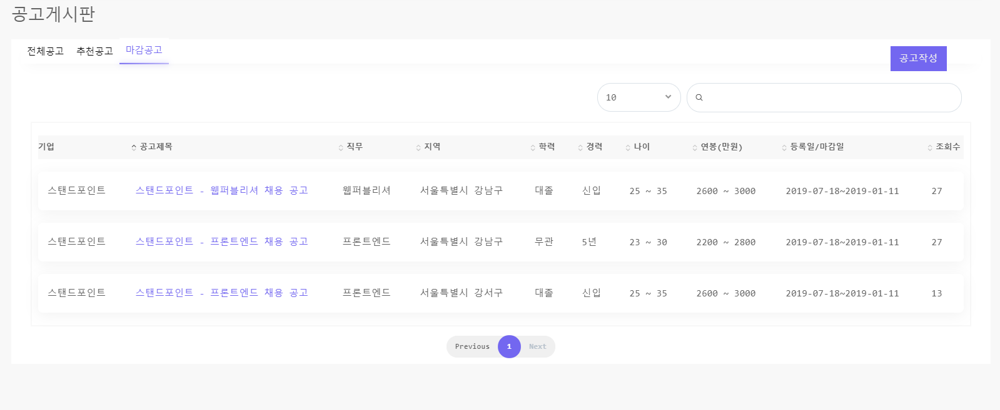 공고게시판
전체공고 추천공고 마감공고
공고작성
10
기업 공고제목 직무 지역 학력 경력 나이 연봉(만원) 등록일/마감일 조회수
스탠드포인트 스탠드포인트 - 웹퍼블리셔 채용 공고 웹퍼블리셔 서울특별시 강남구 대졸 신입 25 ~ 35 2600 ~ 3000 2019-07-18~2019-01-11 27
스탠드포인트 스탠드포인트 - 프론트엔드 채용 공고 프론트엔드 서울특별시 강남구 무관 5년 23 ~ 30 2200 ~ 2800 2019-07-18~2019-01-11 27
스탠드포인트 스탠드포인트 - 프론트엔드 채용 공고 프론트엔드 서울특별시 강서구 대졸 신입 25 ~ 35 2600 ~ 3000 2019-07-18~2019-01-11 13
Previous 1 Next